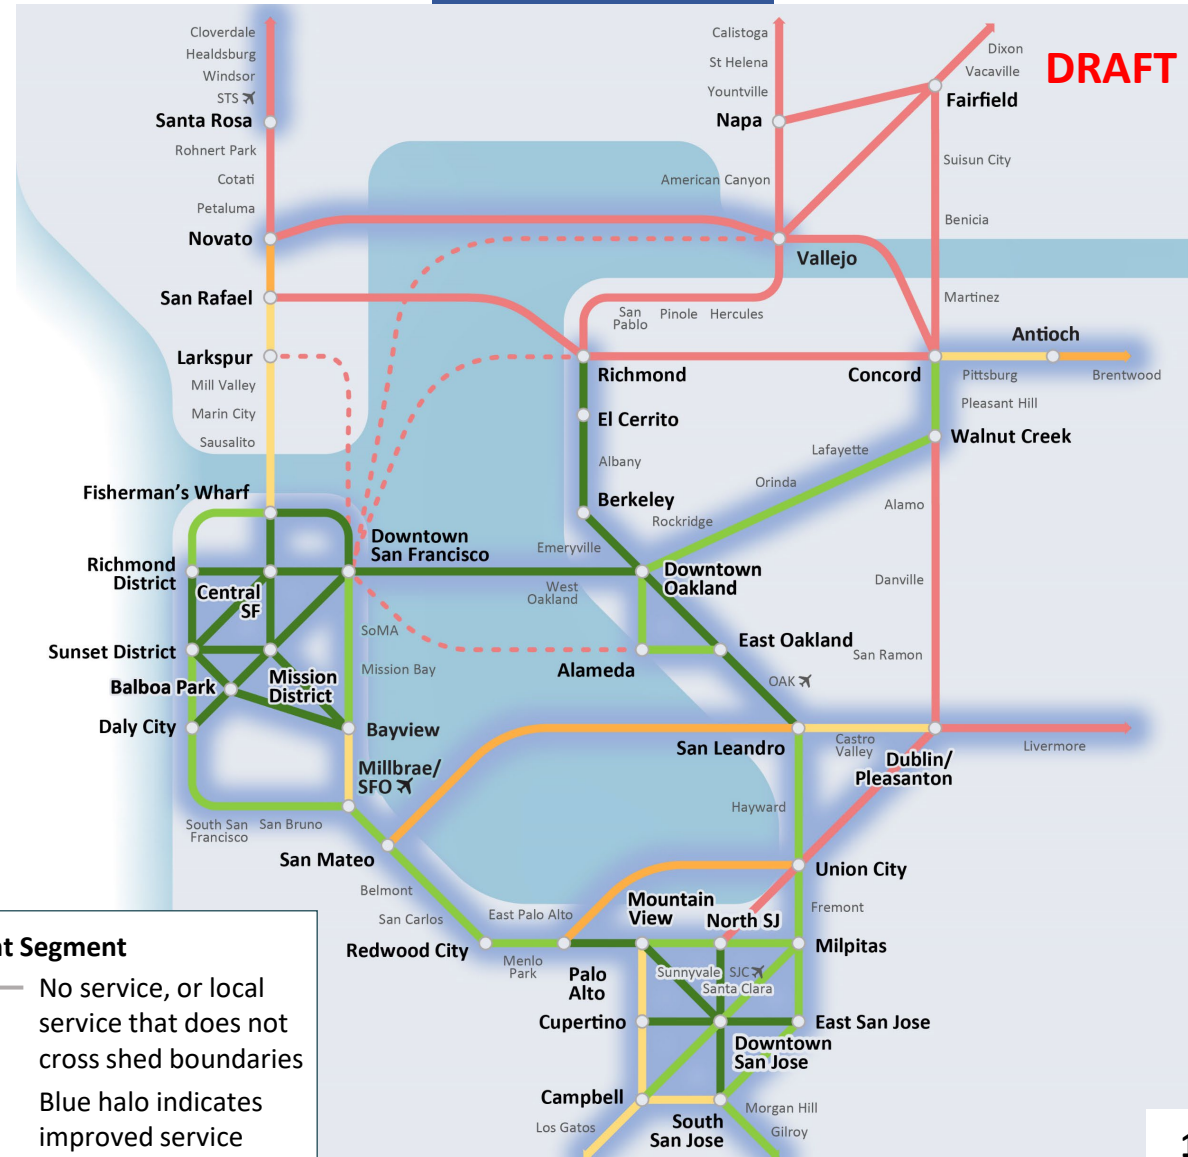 Cloverdale
Healdsburg
Windsor
STS
Santa Rosa
Rohnert Park
Cotati
Petaluma
Novato
San Rafael
Larkspur
Mill Valley
Marin City
Sausalito
Calistoga
St Helena
Yountville
Napa
American Canyon
Dixon
Vacaville
DRAFT
Fairfield
Suisun City
Benicia
Vallejo
Martinez
San
Pablo
Pinole
Hercules
Antioch
Richmond
Concord
Pittsburg
Brentwood
Pleasant Hill
El Cerrito
Walnut Creek
Lafayette
Albany
Orinda
Berkeley
Rockridge
Alamo
Emeryville
Fisherman's Wharf
Downtown
San Francisco
Richmond
District
Central
SF
West
Oakland
Downtown
Oakland
Danville
SoMA
Sunset District
East Oakland
San Ramon
Mission Bay
Alameda
Balboa Park
Mission
District
OAK
Daly City
Bayview
San Leandro
Castro
Valley
Dublin/
Pleasanton
Livermore
Millbrae/
SFO
Hayward
South San
Francisco
San Bruno
San Mateo
Union City
Belmont
San Carlos
East Palo Alto
Mountain
View
North SJ
Fremont
Redwood City
Menlo
Park
Palo
Alto
Sunnyvale
SJC
Santa Clara
Milpitas
Cupertino
East San Jose
Downtown
San Jose
Campbell
Los Gatos
South
San Jose
Morgan Hill
Gilroy
Segment
No service, or local
service that does not
cross shed boundaries
Blue halo indicates
improved service